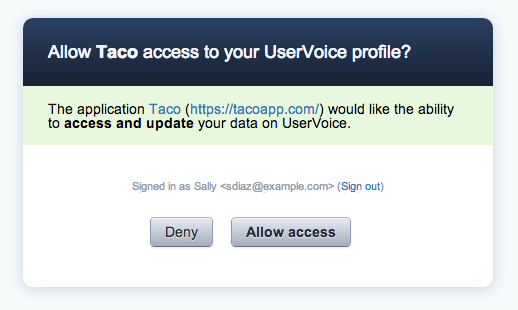 Allow Taco access to your UserVoice profile?
The application Taco (https://tacoapp.com/) would like the ability
to access and update your data on UserVoice.
Signed in as Sally <sdiaz@example.com> (Sign out)
Deny Allow access